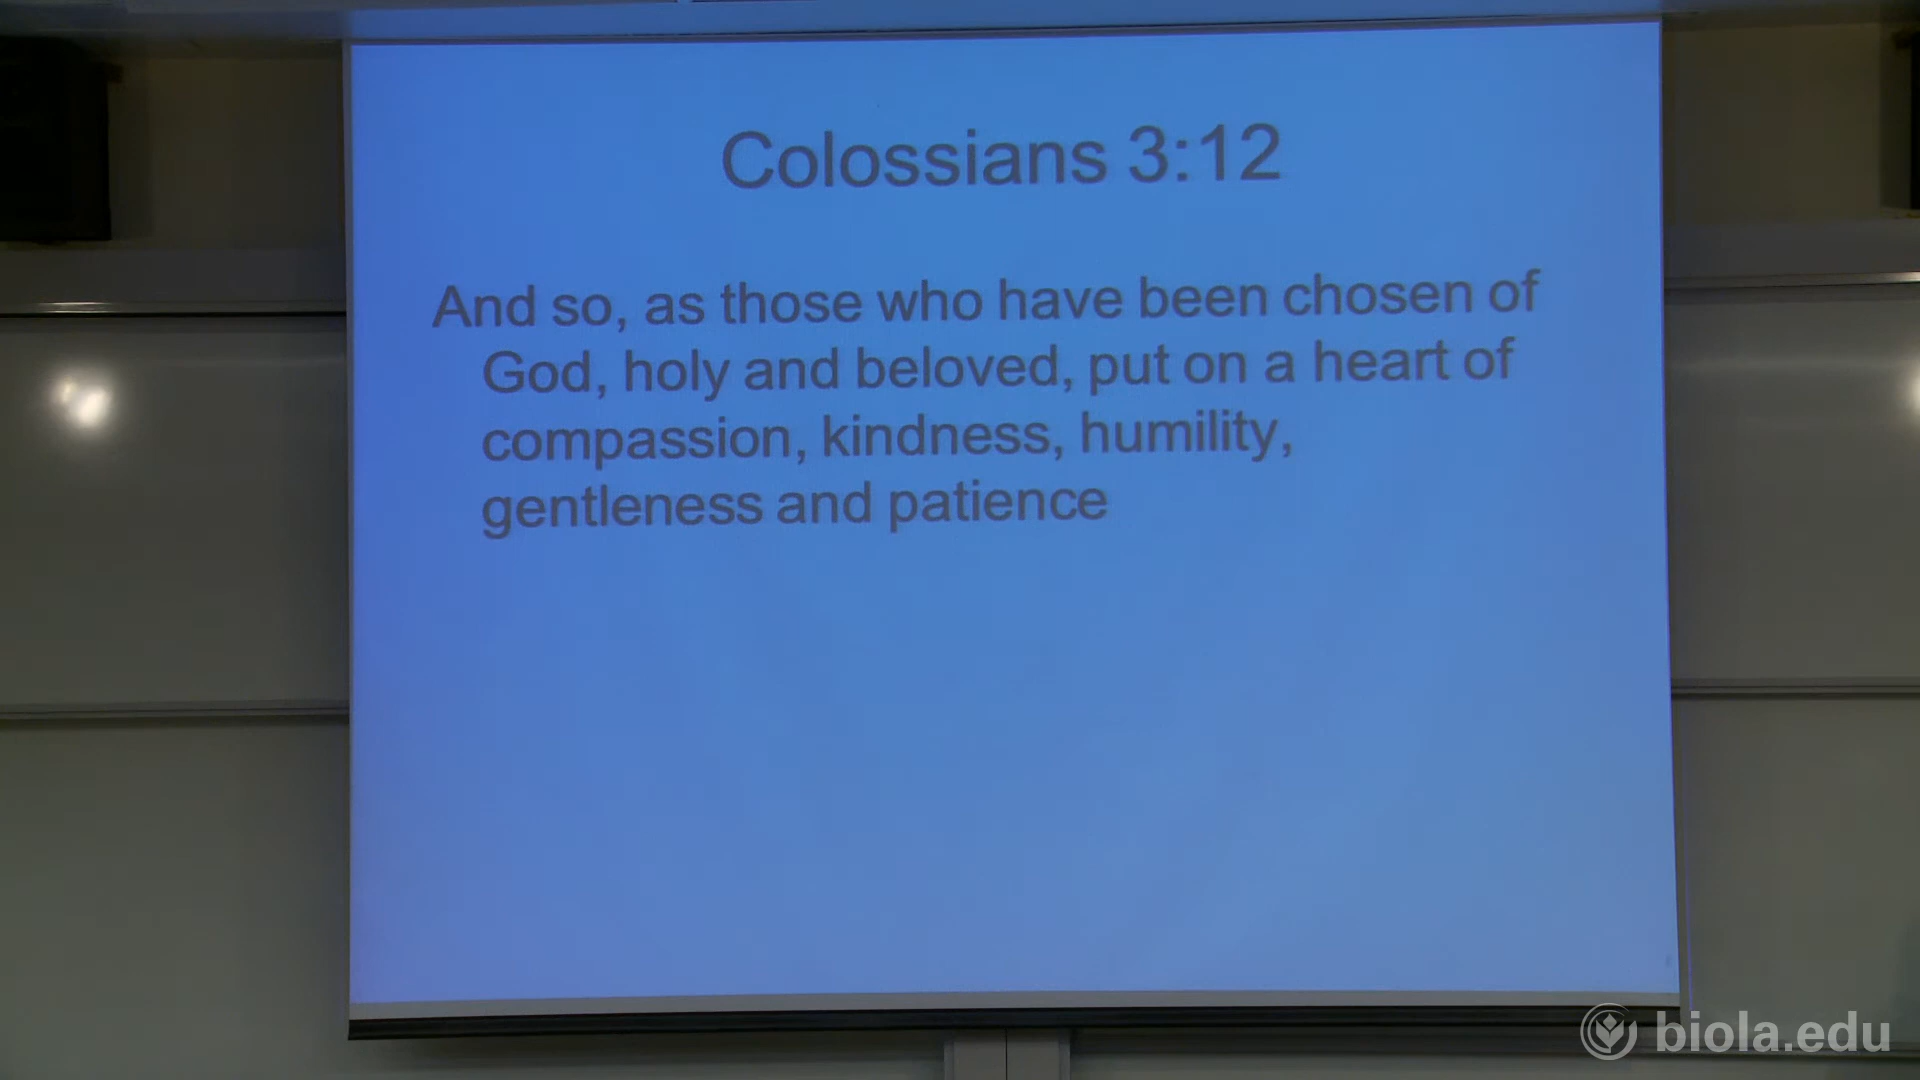 Colossians 3:12
And so, as those who have been chosen of
God, holy and beloved, put on a heart of
compassion, kindness, humility,
gentleness and patience
biola.edu